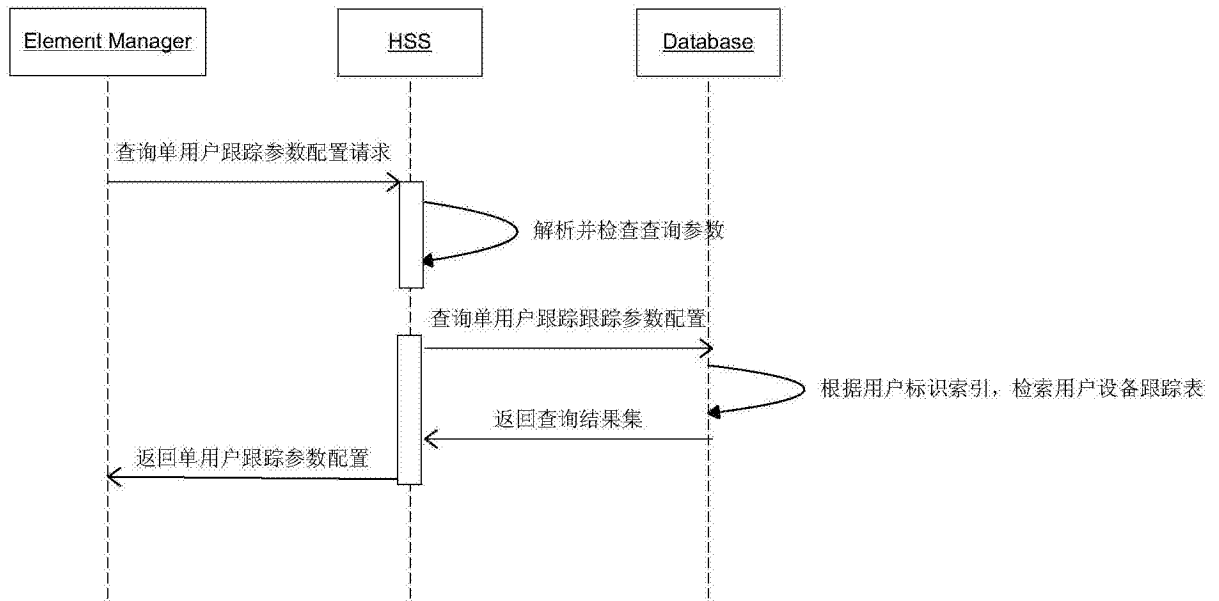 Element Manager
HSS
Database
查询单用户跟踪参数配置请求
解析并检查查询参数
查询单用户跟踪跟踪参数配置
根据用户标识索引，检索用户设备跟踪表
返回查询结果集
返回单用户跟踪参数配置